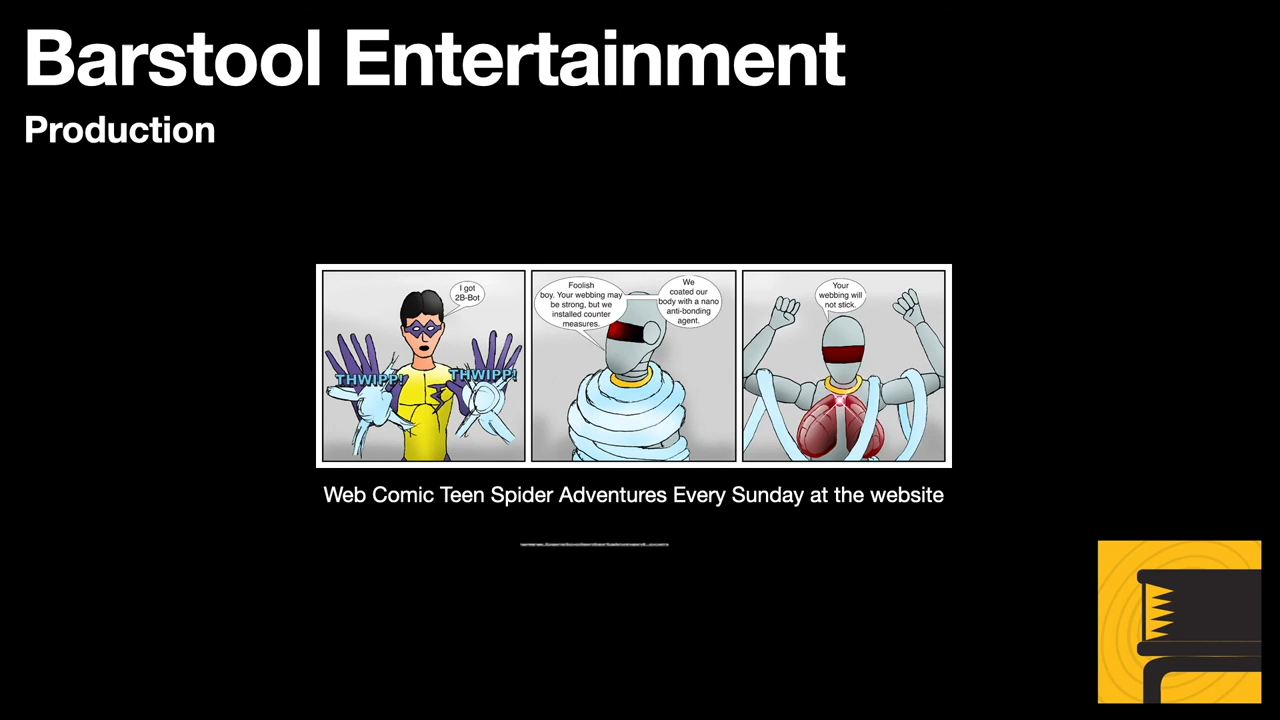 Barstool Entertainment
Production
I got
2B-Bot
THWIPP!
THWIPP!
Foolish
boy. Your webbing may
be strong, but we
installed counter
measures.
We
coated our
body with a nano
anti-bonding
agent.
Your
webbing will
not stick.
Web Comic Teen Spider Adventures Every Sunday at the website